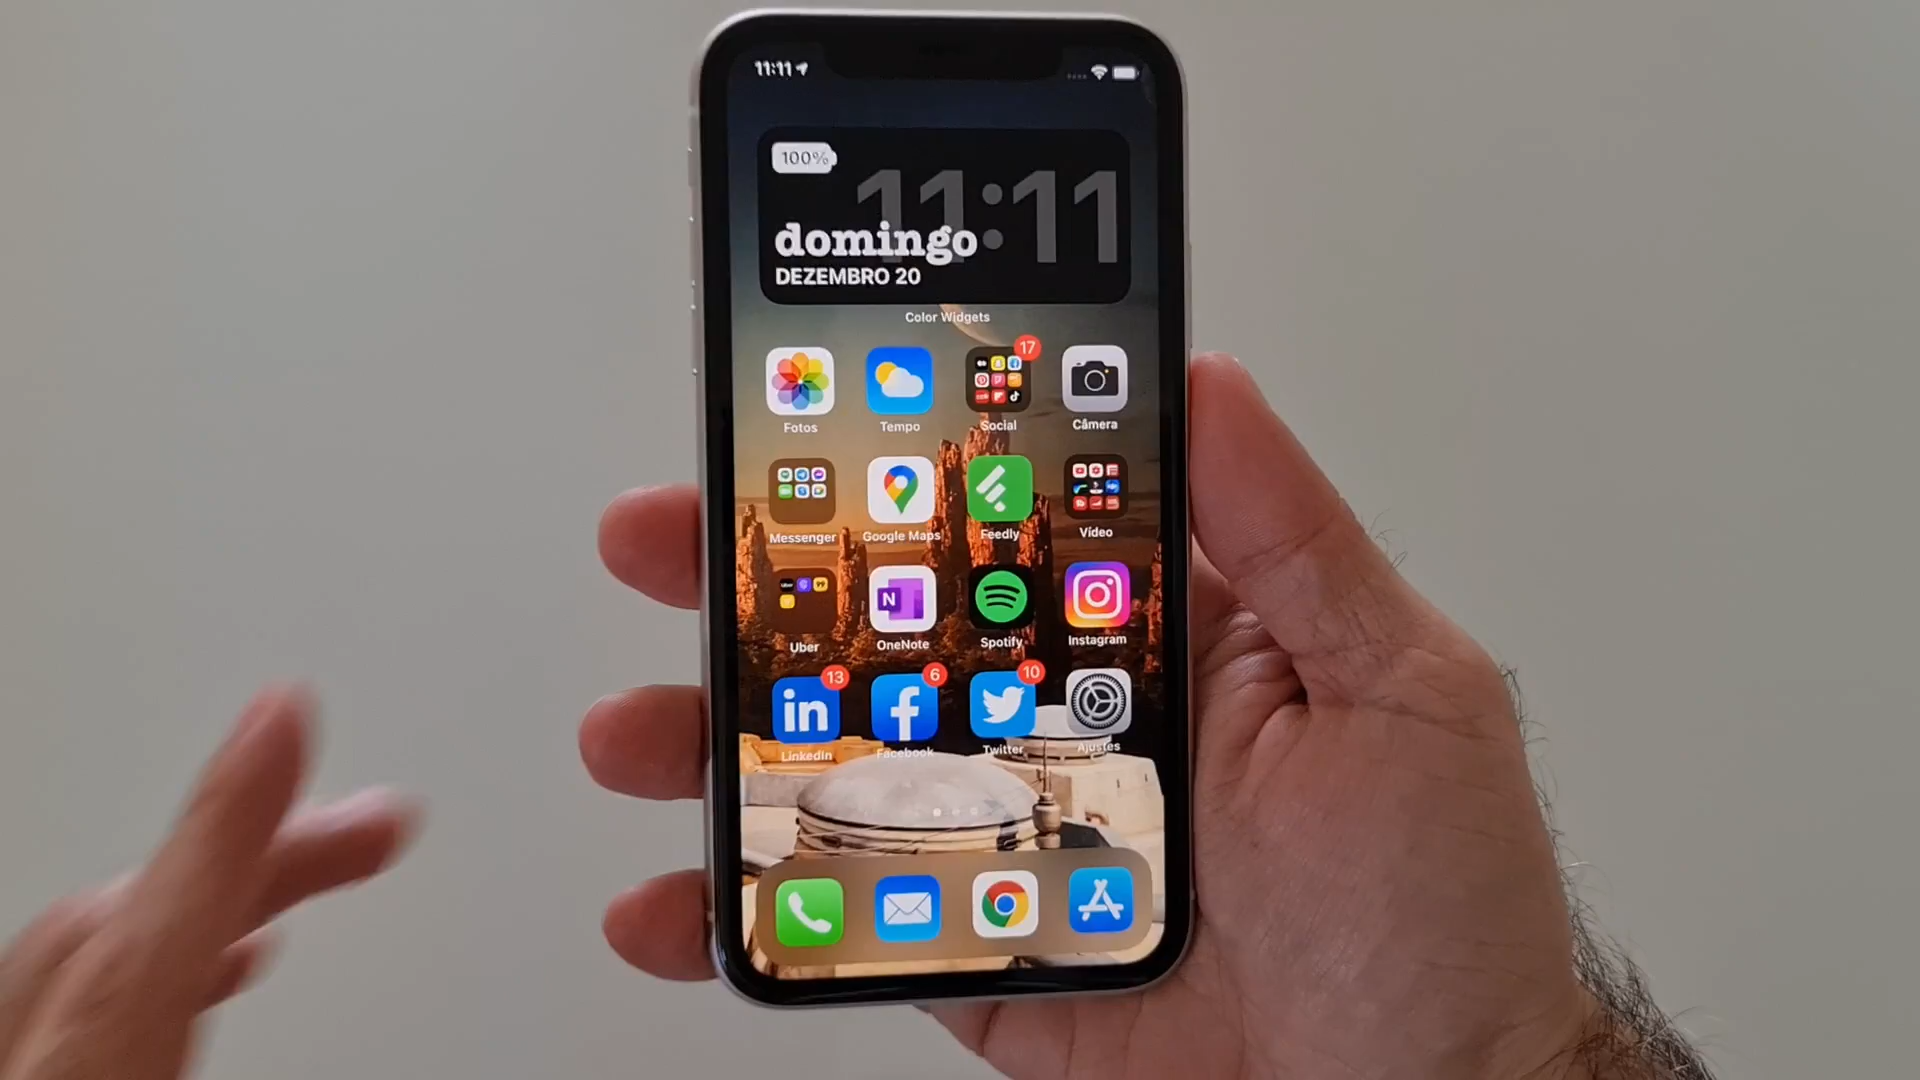 11:11
100%
11:11
domingo
DEZEMBRO 20
Color Widgets
17
Fotos
Tempo
Social
Câmera
Messenger
Google Maps
Feedly
Vídeo
Uber
OneNote
Spotify
Instagram
N
13
6
10
in
f
LinkedIn
Facebook
Twitter
Ajustes